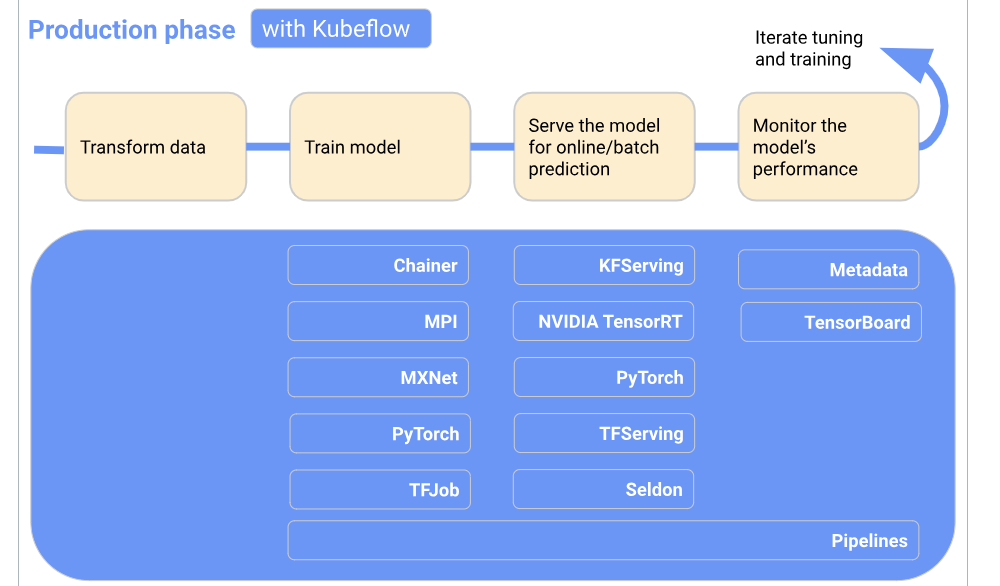 Production phase with Kubeflow
Iterate tuning
and training
Transform data
Train model
Serve the model
for online/batch
prediction
Monitor the
model's
performance
Chainer
MPI
MXNet
PyTorch
TFJob
KFServing
NVIDIA TensorRT
PyTorch
TFServing
Seldon
Metadata
TensorBoard
Pipelines